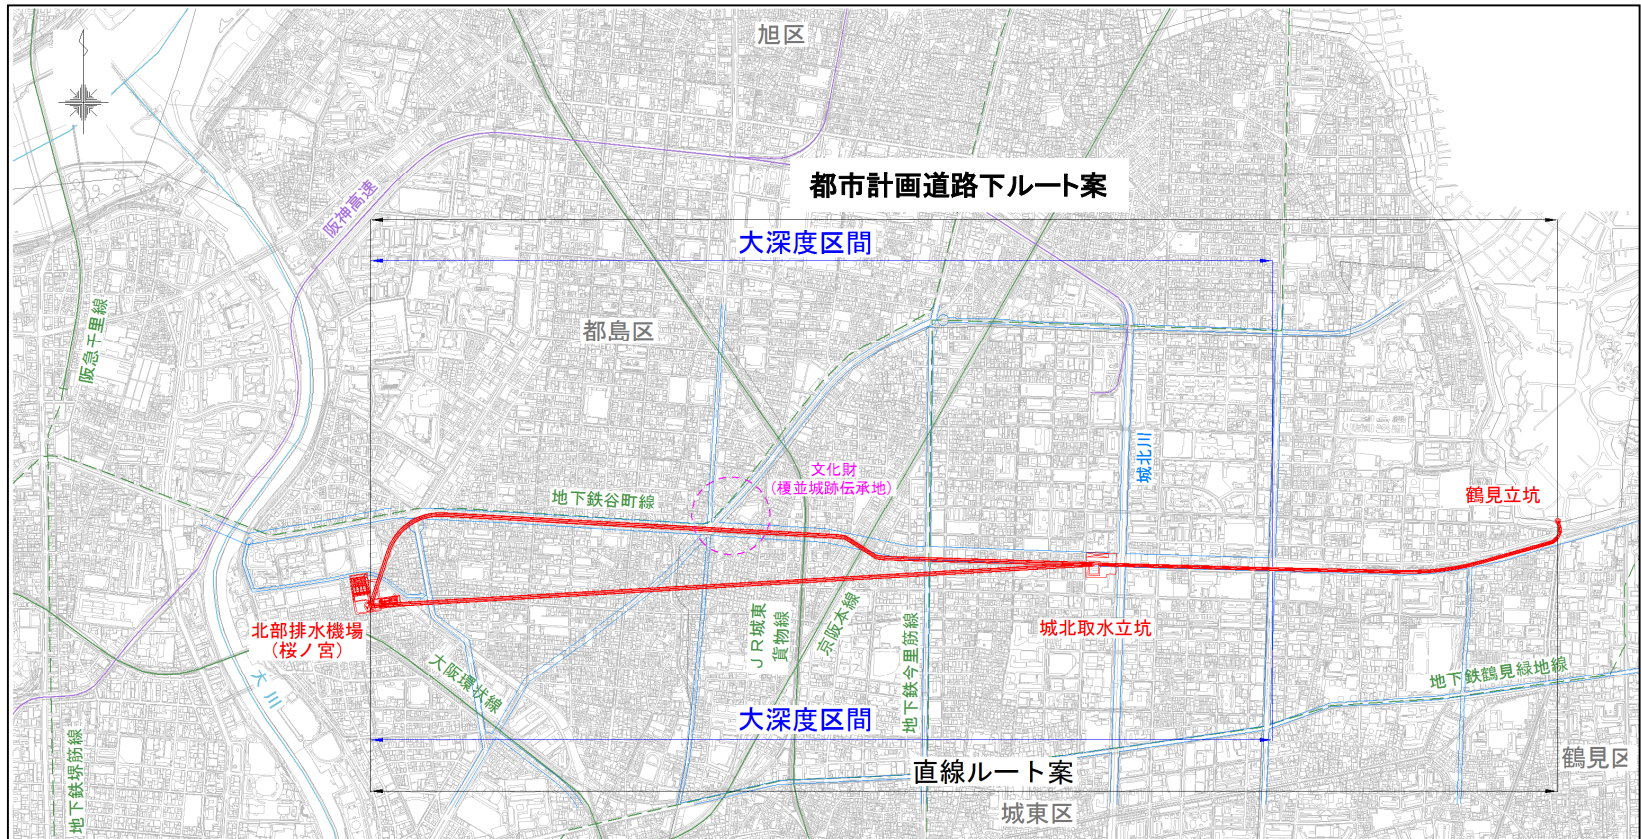 旭区
都市計画道路下ルート案
阪神高速
大深度区間
阪急千里線
都島区
城北川
文化財
(榎並城跡伝承地)
地下鉄谷町線
鶴見立坑
北部排水機場
(桜ノ宮)
ＪＲ城東
貨物線
京阪本線
地下鉄今里筋線
城北取水立坑
大川
大阪環状線
地下鉄鶴見緑地線
大深度区間
地下鉄堺筋線
直線ルート案
鶴見区
城東区